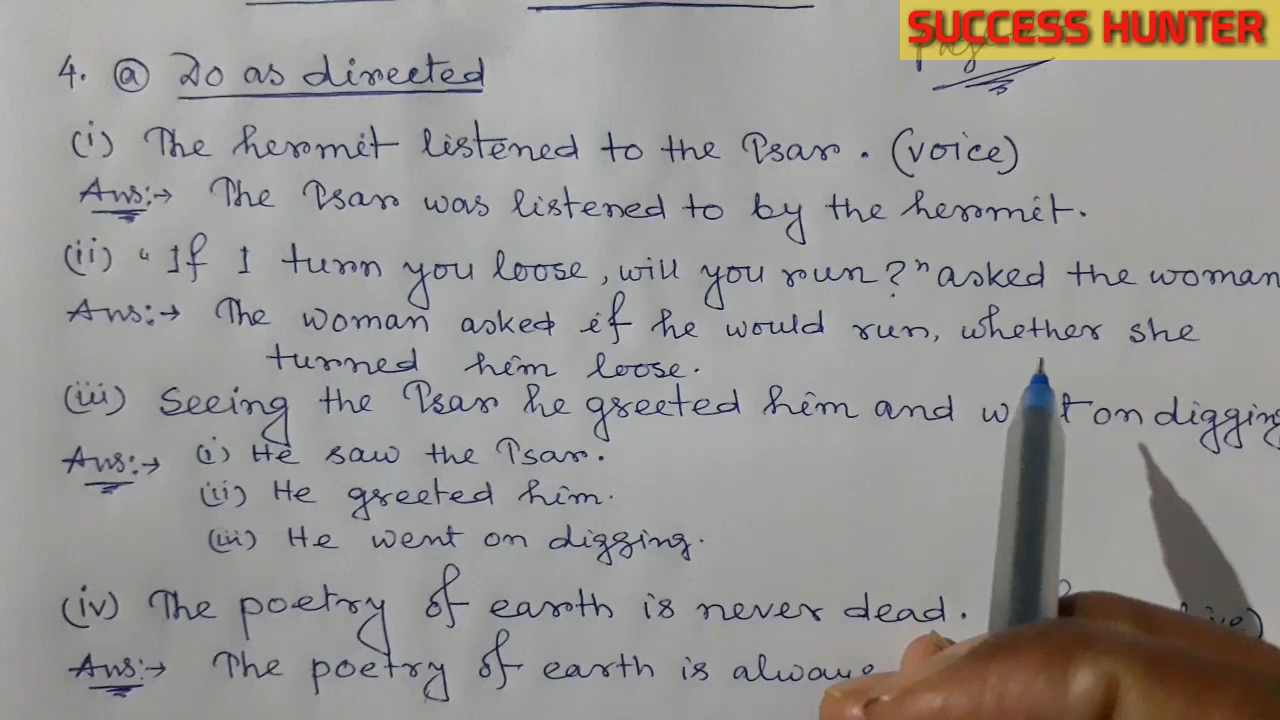 SUCCESS HUNTER
4. (a) Do as directed
(i) The hermit listened to the Tsar. (voice)
Ans:→ The Tsar was listened to by the hermit.
(ii) "If I turn you loose, will you run?" asked the woman
Ans:→ The woman asked if he would run, whether she
turned him loose.
(iii) Seeing the Tsar he greeted him and on digging
Ans:→ (i) He saw the Tsar.
(ii) He greeted him.
(iii) He went on digging.
(iv) The poetry of earth is never dead.
Ans:→ The poetry of earth is always